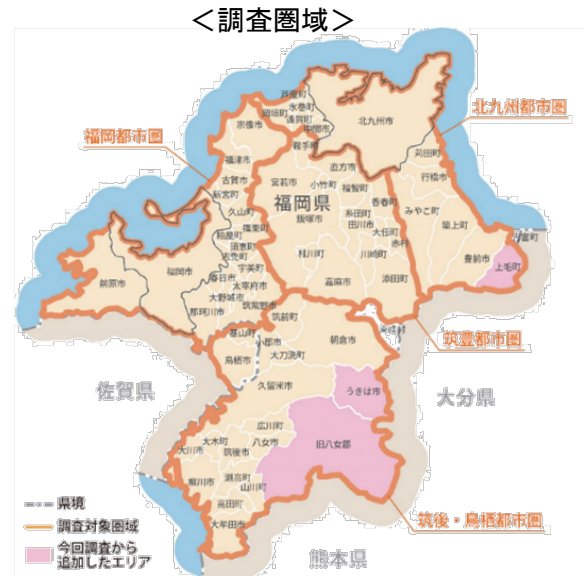 ＜調査圏域＞
北九州都市圏
福岡都市圏
芦屋町
水巻町
岡垣町
遠賀町
中間市
北九州市
宗像市
鞍手町
苅田町
福津市
直方市
行橋市
古賀市
宮若市
小竹町
福智町
新宮町
香春町
福岡県
みやこ町
久山町
糸田町
飯塚市
田川市
築上町
篠栗町
大任町
粕屋町
赤村
須恵町
志免町
桂川町
川崎町
豊前市
上毛町
宇美町
福岡市
前原市
春日市
嘉麻市
添田町
太宰府市
大野城市
筑紫野市
那珂川市
筑前町
基山町
小郡市
朝倉市
東峰村
筑豊都市圏
鳥栖市
大刀洗町
佐賀県
久留米市
うきは市
大分県
広川町
大木町
八女市
旧八女郡
大川市
筑後市
柳川市
瀬高町
山川町
高田町
大牟田市
筑後・鳥栖都市圏
熊本県
県境
調査対象圏域
今回調査から
追加したエリア